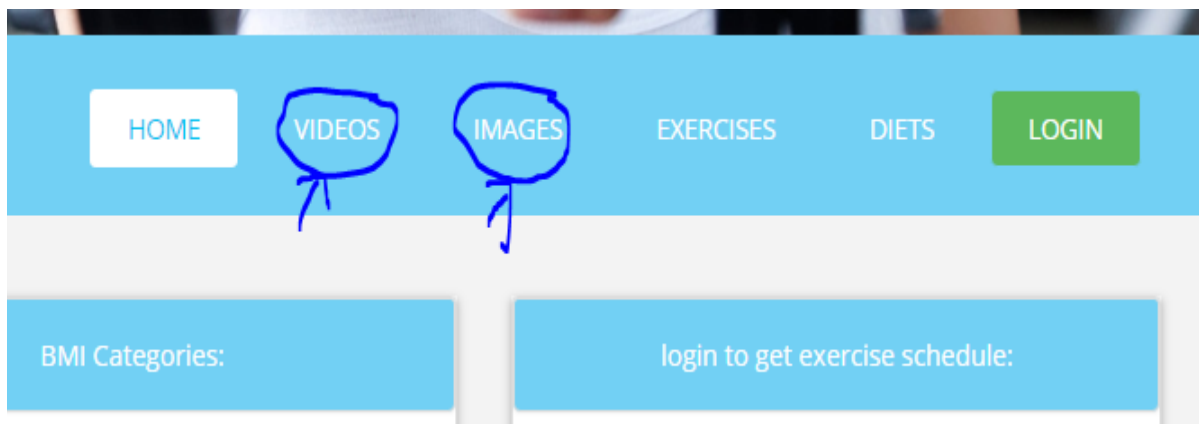 HOME VIDEOS IMAGES EXERCISES DIETS LOGIN
BMI Categories:
login to get exercise schedule: